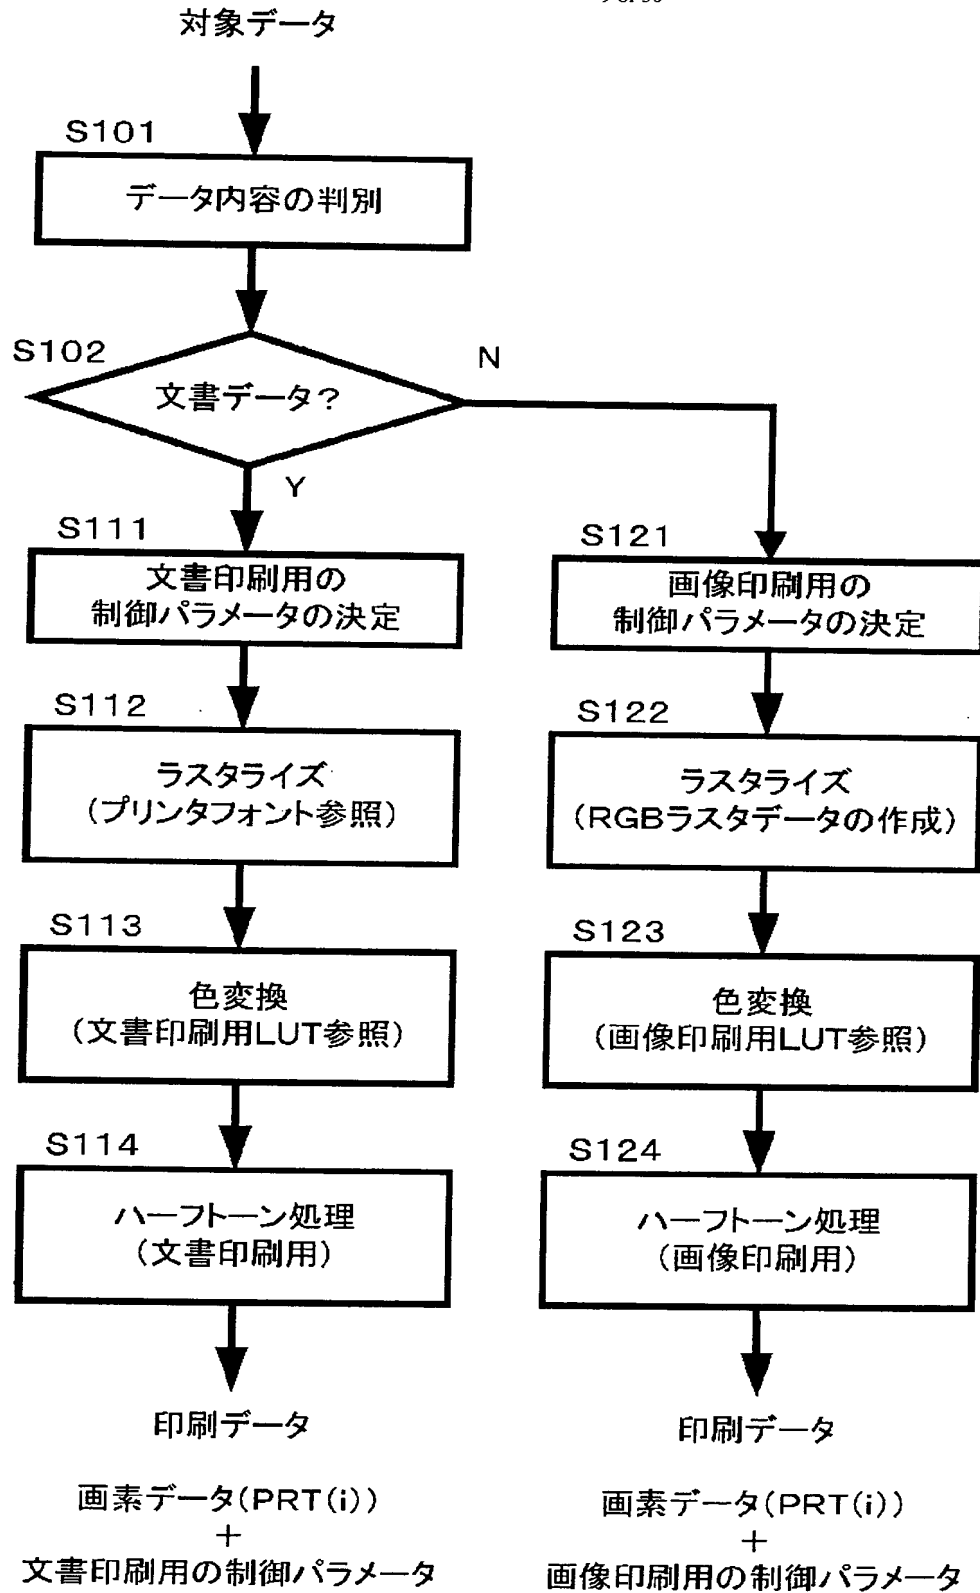 対象データ
S101
データ内容の判別
S102
文書データ?
N
Y
S111
文書印刷用の
制御パラメータの決定
S112
ラスタライズ
(プリンタフォント参照)
S113
色変換
(文書印刷用LUT参照)
S114
ハーフトーン処理
(文書印刷用)
印刷データ
画素データ(PRT(i))
+
文書印刷用の制御パラメータ
S121
画像印刷用の
制御パラメータの決定
S122
ラスタライズ
(RGBラスタデータの作成)
S123
色変換
(画像印刷用LUT参照)
S124
ハーフトーン処理
(画像印刷用)
印刷データ
画素データ(PRT(i))
+
画像印刷用の制御パラメータ